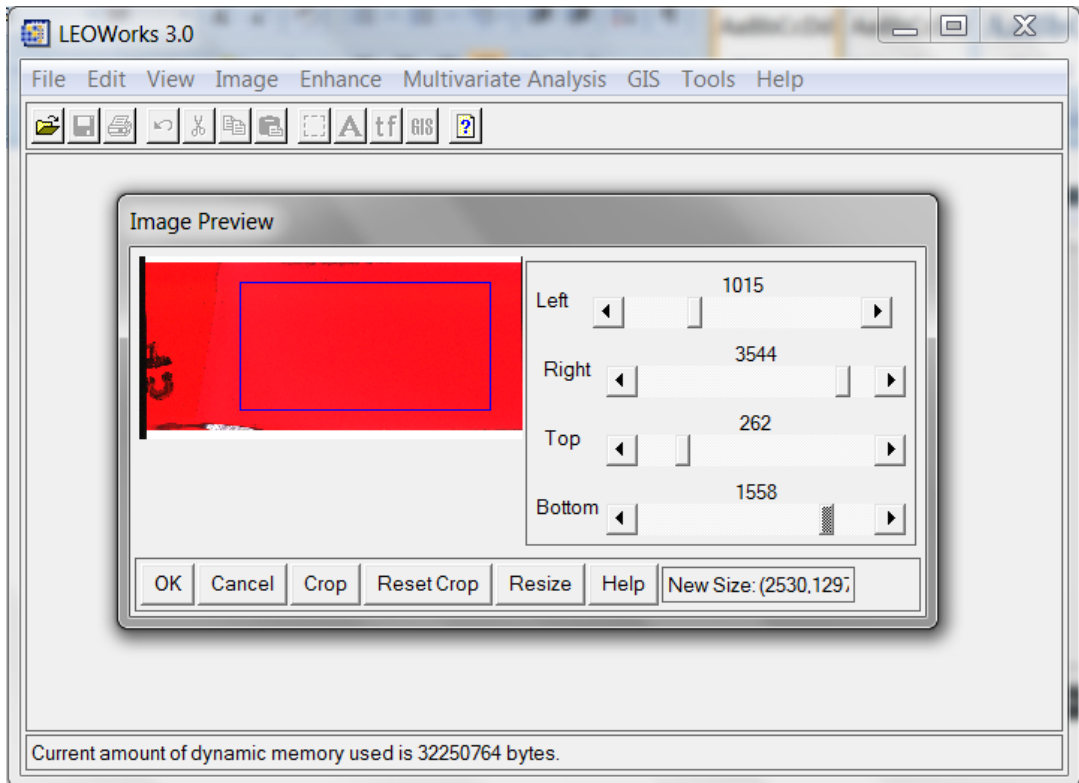 LEOWorks 3.0
File Edit View Image Enhance Multivariate Analysis GIS Tools Help
A tf GIS ?
Image Preview
Left 1015
Right 3544
Top 262
Bottom 1558
OK Cancel Crop Reset Crop Resize Help New Size: (2530,1297
Current amount of dynamic memory used is 32250764 bytes.